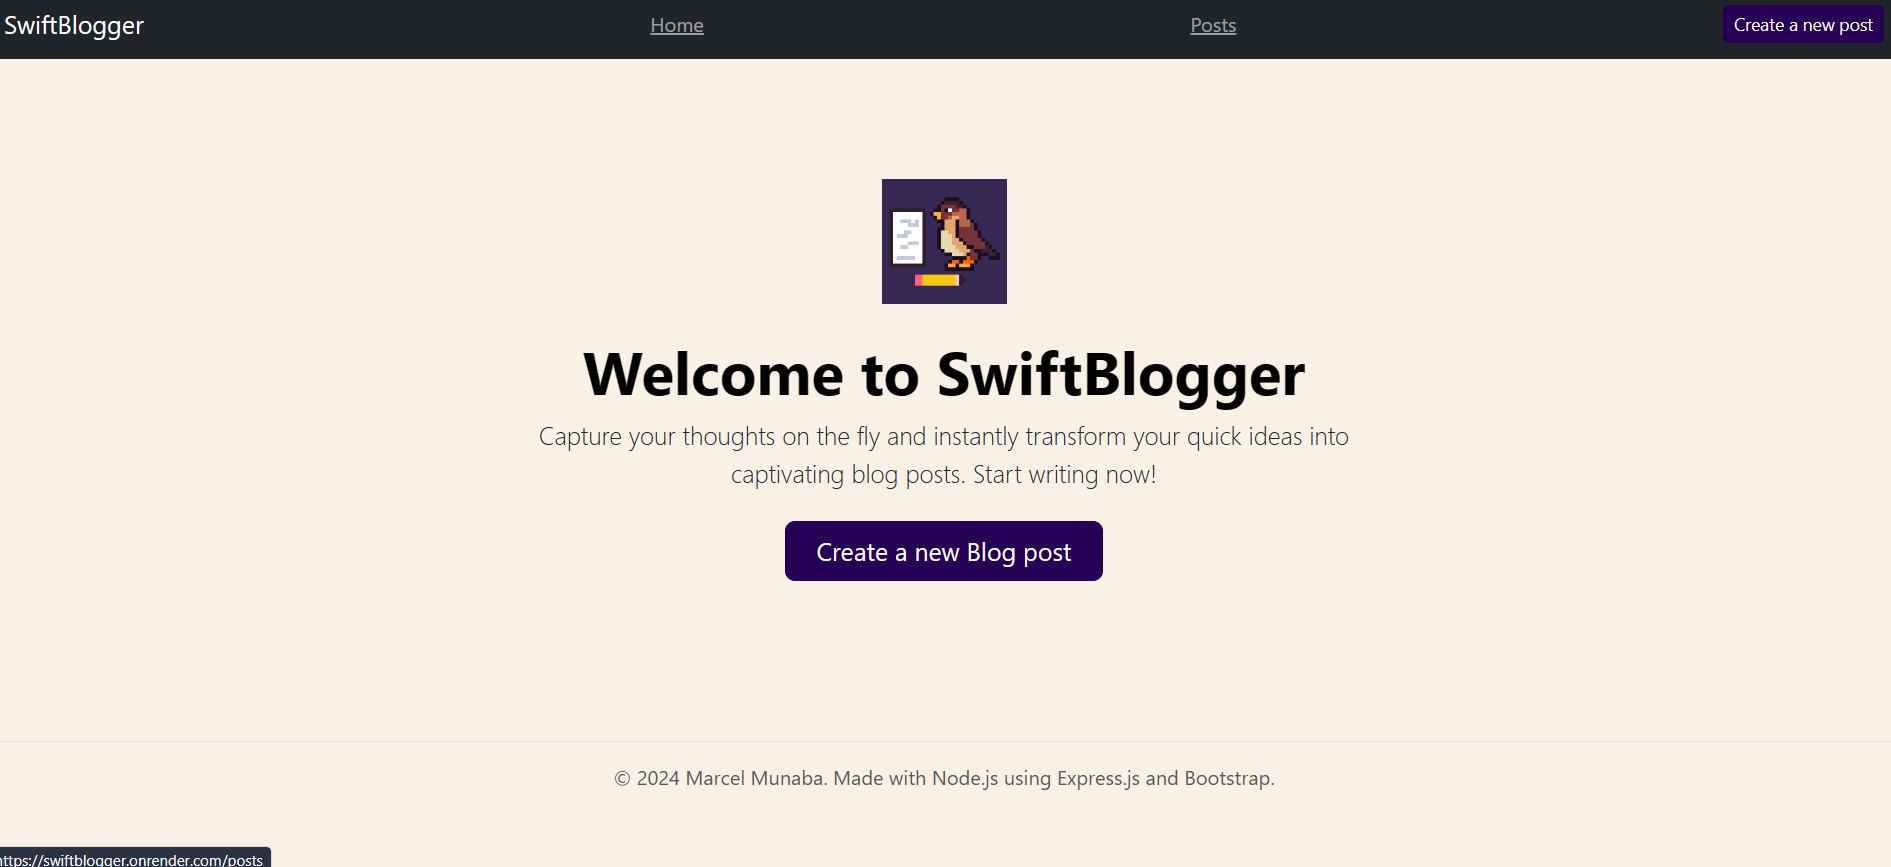 SwiftBlogger Home Posts Create a new post
Welcome to SwiftBlogger
Capture your thoughts on the fly and instantly transform your quick ideas into
captivating blog posts. Start writing now!
Create a new Blog post
© 2024 Marcel Munaba. Made with Node.js using Express.js and Bootstrap.
https://swiftblogger.onrender.com/posts